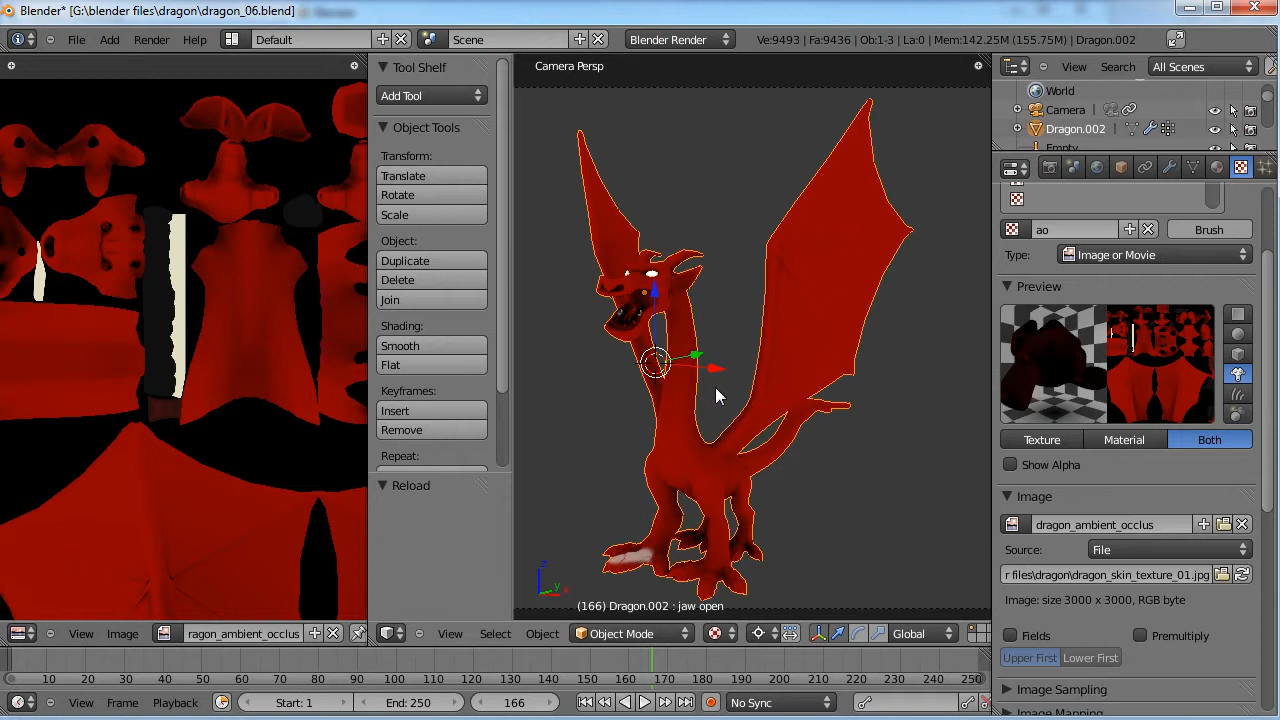 Blender* [G:\blender files\dragon\dragon_06.blend]
File Add Render Help Default Scene Blender Render Ve:9493 | Fa:9436 | Ob:1-3 | La:0 | Mem:142.25M (155.75M) | Dragon.002
Tool Shelf
Add Tool
Object Tools
Transform:
Translate
Rotate
Scale
Object:
Duplicate
Delete
Join
Shading:
Smooth
Flat
Keyframes:
Insert
Remove
Repeat:
Reload
Camera Persp
(166) Dragon.002 : jaw open
View Search All Scenes
World
Camera
Dragon.002
Empty
ao Brush
Type: Image or Movie
Preview
Texture Material Both
Show Alpha
Image
dragon_ambient_occlus
Source: File
r files\dragon\dragon_skin_texture_01.jpg
Image: size 3000 x 3000, RGB byte
Fields Premultiply
Upper First Lower First
Image Sampling
Image Mapping
View Image ragon_ambient_occlus View Select Object Object Mode Global
10 20 30 40 50 60 70 80 90 100 110 120 130 140 150 160 170 180 190 200 210 220 230 240 250
View Frame Playback Start: 1 End: 250 166 No Sync